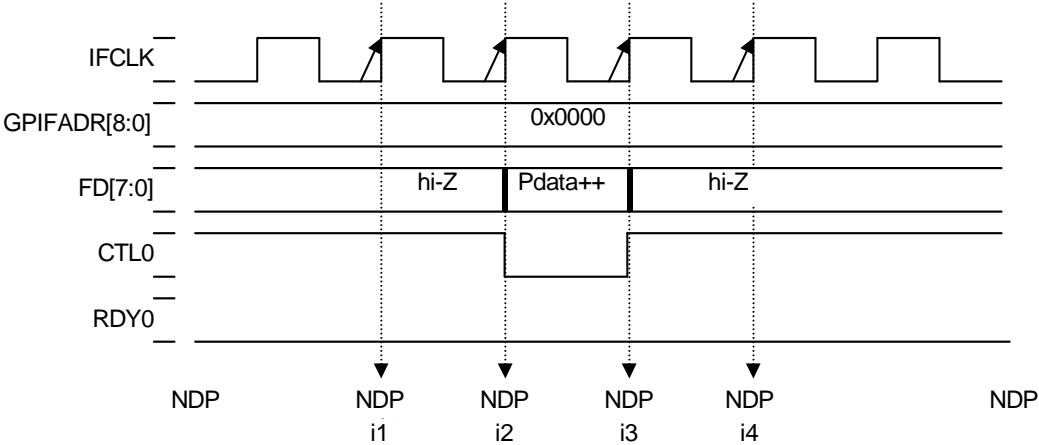 IFCLK
GPIFADR[8:0]
0x0000
FD[7:0]
hi-Z Pdata++ hi-Z
CTL0
RDY0
NDP NDP NDP NDP NDP NDP
i1 i2 i3 i4